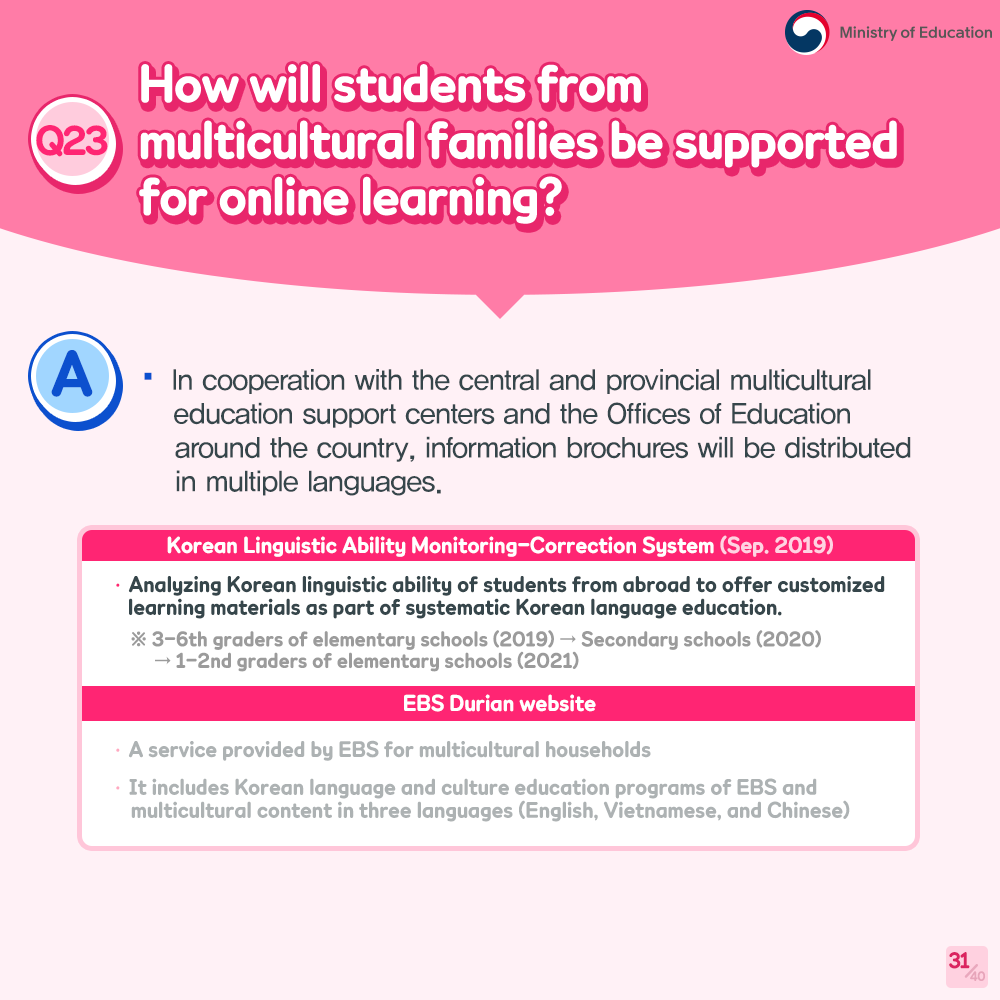 Ministry of Education
Q23
How will students from
multicultural families be supported
for online learning?
A
▪ In cooperation with the central and provincial multicultural
education support centers and the Offices of Education
around the country, information brochures will be distributed
in multiple languages.
Korean Linguistic Ability Monitoring-Correction System (Sep. 2019)
· Analyzing Korean linguistic ability of students from abroad to offer customized
learning materials as part of systematic Korean language education.
※ 3-6th graders of elementary schools (2019) → Secondary schools (2020)
→ 1-2nd graders of elementary schools (2021)
EBS Durian website
· A service provided by EBS for multicultural households
· It includes Korean language and culture education programs of EBS and
multicultural content in three languages (English, Vietnamese, and Chinese)
31/40